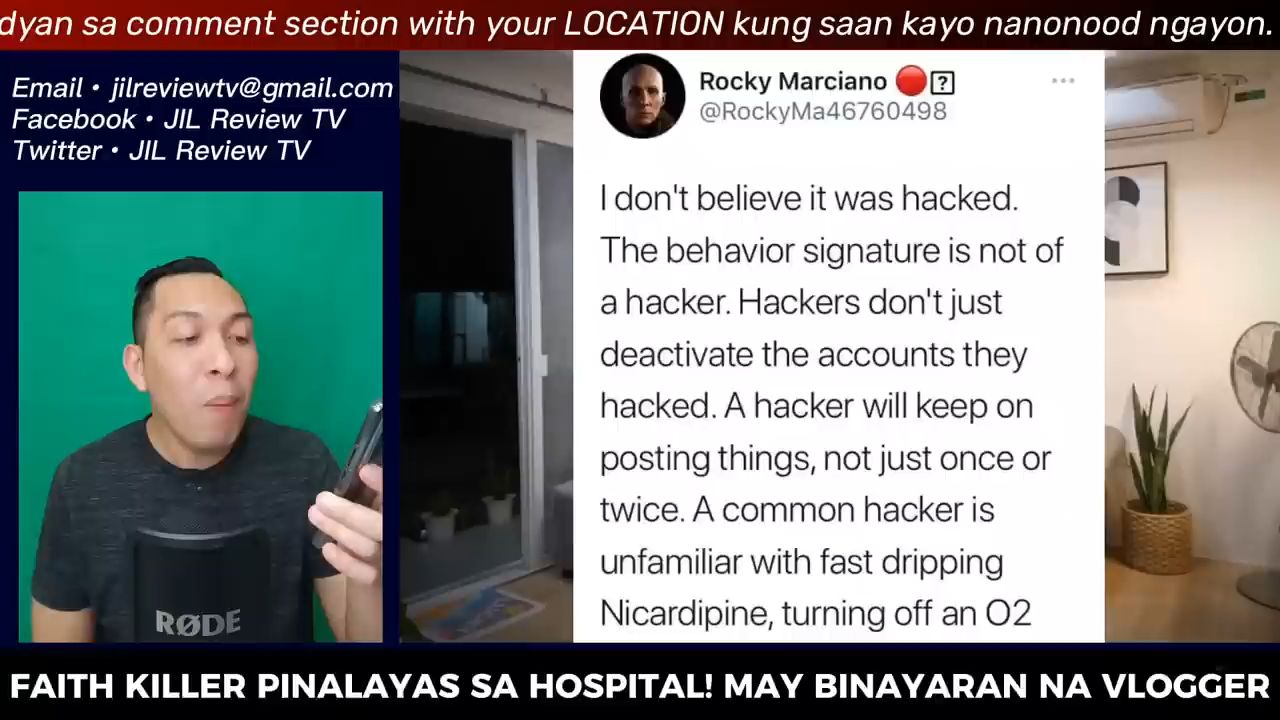 dyan sa comment section with your LOCATION kung saan kayo nanonood ngayon.
Email • jilreviewtv@gmail.com
Facebook • JIL Review TV
Twitter • JIL Review TV
Rocky Marciano 🔴⍰
@RockyMa46760498
I don't believe it was hacked.
The behavior signature is not of
a hacker. Hackers don't just
deactivate the accounts they
hacked. A hacker will keep on
posting things, not just once or
twice. A common hacker is
unfamiliar with fast dripping
Nicardipine, turning off an O2
RØDE
FAITH KILLER PINALAYAS SA HOSPITAL! MAY BINAYARAN NA VLOGGER